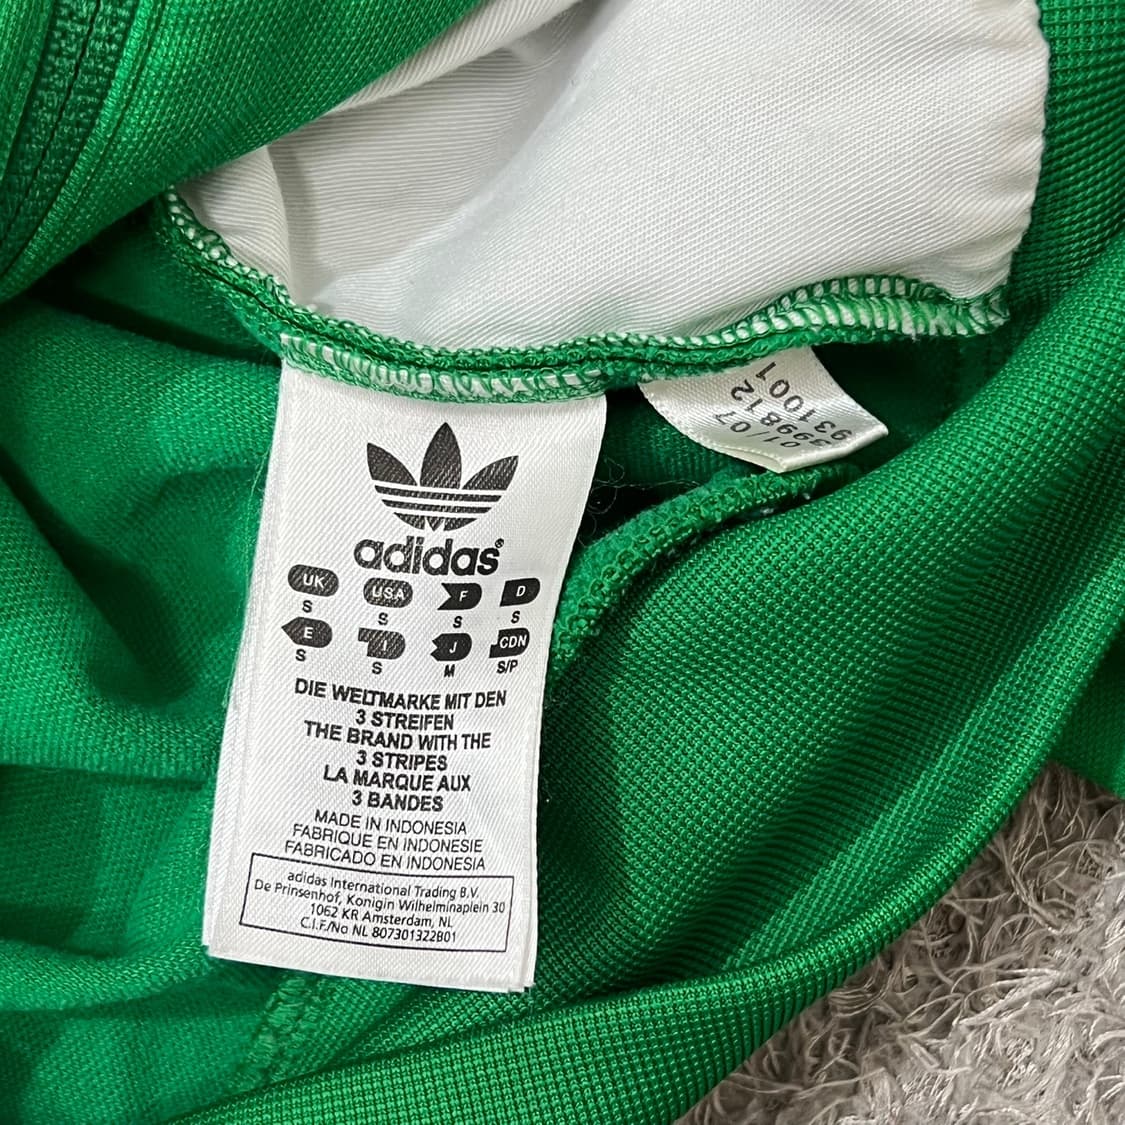 adidas®
UK USA F D
S S S S
E I J CDN
S S M S/P
DIE WELTMARKE MIT DEN
3 STREIFEN
THE BRAND WITH THE
3 STRIPES
LA MARQUE AUX
3 BANDES
MADE IN INDONESIA
FABRIQUE EN INDONESIE
FABRICADO EN INDONESIA
adidas International Trading B.V.
De Prinsenhof, Konigin Wilhelminaplein 30
1062 KR Amsterdam, NL
C.I.F./No NL 807301322B01
01/07
399812
931001